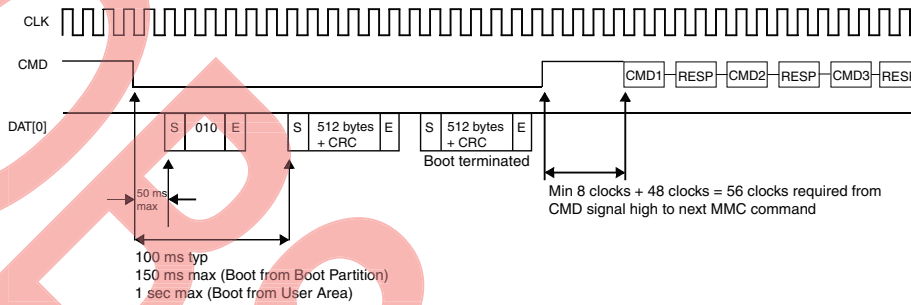 CLK
CMD
CMD1 RESP CMD2 RESP CMD3 RESI
DAT[0]
S 010 E S 512 bytes + CRC E S 512 bytes + CRC E
Boot terminated
50 ms
max
Min 8 clocks + 48 clocks = 56 clocks required from
CMD signal high to next MMC command
100 ms typ
150 ms max (Boot from Boot Partition)
1 sec max (Boot from User Area)